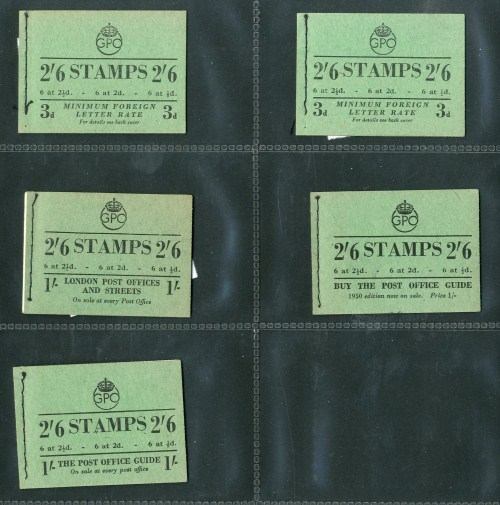 GPO
2/6 STAMPS 2/6
6 at 2½d. - 6 at 2d. - 6 at ½d.
3d MINIMUM FOREIGN LETTER RATE 3d
For details see back cover
GPO
2/6 STAMPS 2/6
6 at 2½d. - 6 at 2d. - 6 at ½d.
3d MINIMUM FOREIGN LETTER RATE 3d
For details see back cover
GPO
2/6 STAMPS 2/6
6 at 2½d. - 6 at 2d. - 6 at ½d.
1/- LONDON POST OFFICES AND STREETS 1/-
On sale at every Post Office
GPO
2/6 STAMPS 2/6
6 at 2½d. - 6 at 2d. - 6 at ½d.
BUY THE POST OFFICE GUIDE
1950 edition now on sale. Price 1/-
GPO
2/6 STAMPS 2/6
6 at 2½d. - 6 at 2d. - 6 at ½d.
1/- THE POST OFFICE GUIDE 1/-
On sale at every post office